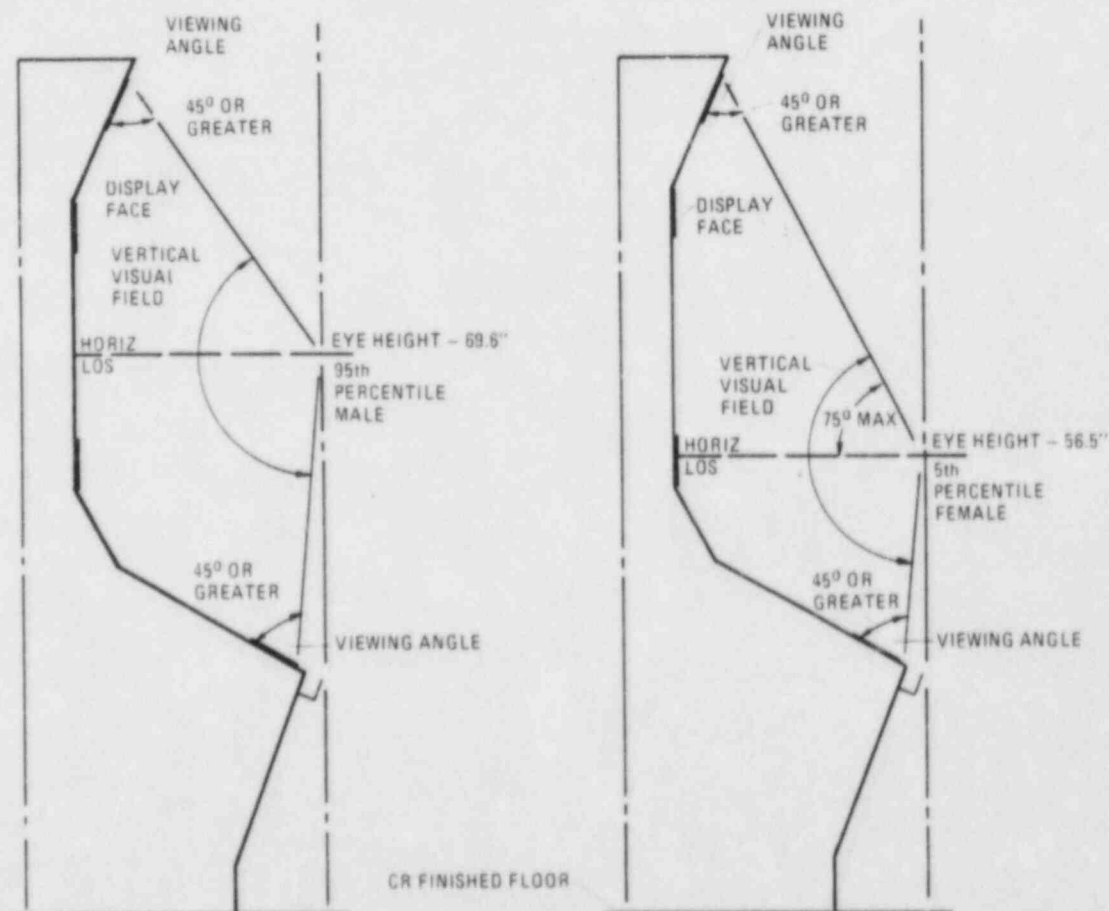 VIEWING
ANGLE
45° OR
GREATER
DISPLAY
FACE
VERTICAL
VISUAL
FIELD
HORIZ
LOS
EYE HEIGHT – 69.6"
95th
PERCENTILE
MALE
45° OR
GREATER
VIEWING ANGLE
VIEWING
ANGLE
45° OR
GREATER
DISPLAY
FACE
VERTICAL
VISUAL
FIELD
75° MAX
HORIZ
LOS
EYE HEIGHT – 56.5"
5th
PERCENTILE
FEMALE
45° OR
GREATER
VIEWING ANGLE
CR FINISHED FLOOR